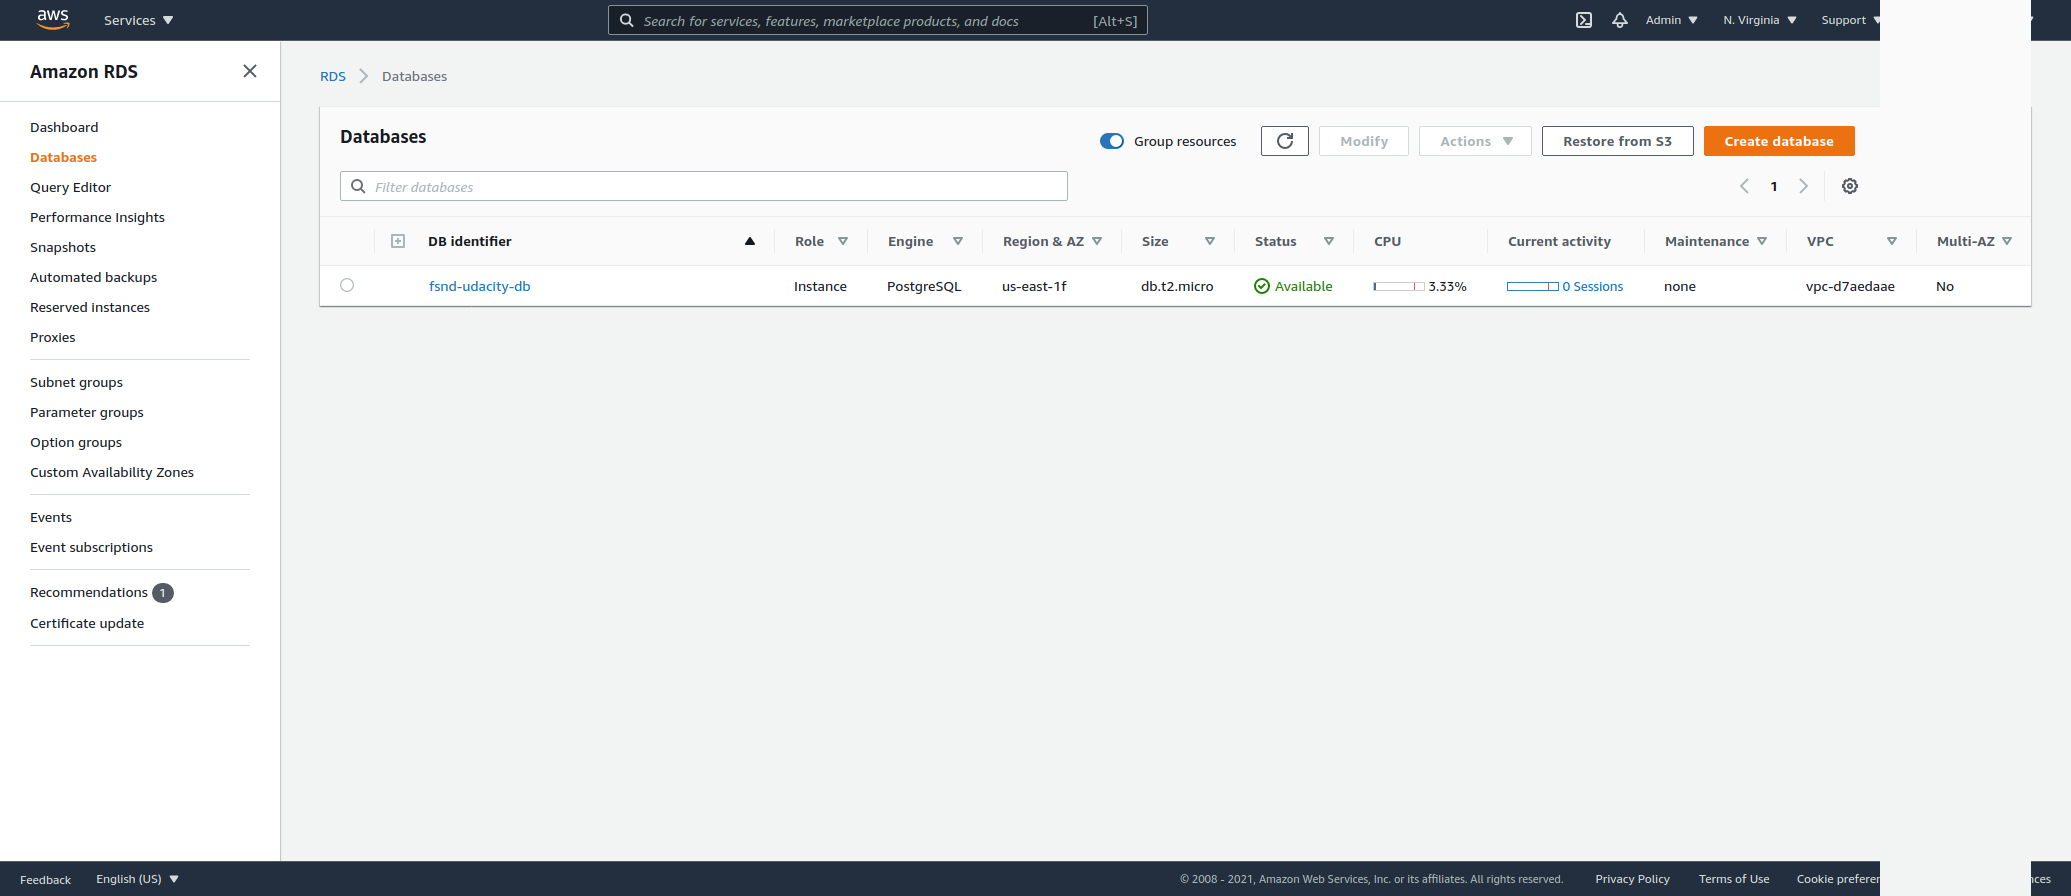 aws Services Search for services, features, marketplace products, and docs [Alt+S] Admin N. Virginia Support
Amazon RDS
Dashboard
Databases
Query Editor
Performance Insights
Snapshots
Automated backups
Reserved instances
Proxies
Subnet groups
Parameter groups
Option groups
Custom Availability Zones
Events
Event subscriptions
Recommendations 1
Certificate update
RDS Databases
Databases Group resources Modify Actions Restore from S3 Create database
Filter databases 1
DB identifier Role Engine Region & AZ Size Status CPU Current activity Maintenance VPC Multi-AZ
fsnd-udacity-db Instance PostgreSQL us-east-1f db.t2.micro Available 3.33% 0 Sessions none vpc-d7aedaae No
Feedback English (US) © 2008 - 2021, Amazon Web Services, Inc. or its affiliates. All rights reserved. Privacy Policy Terms of Use Cookie